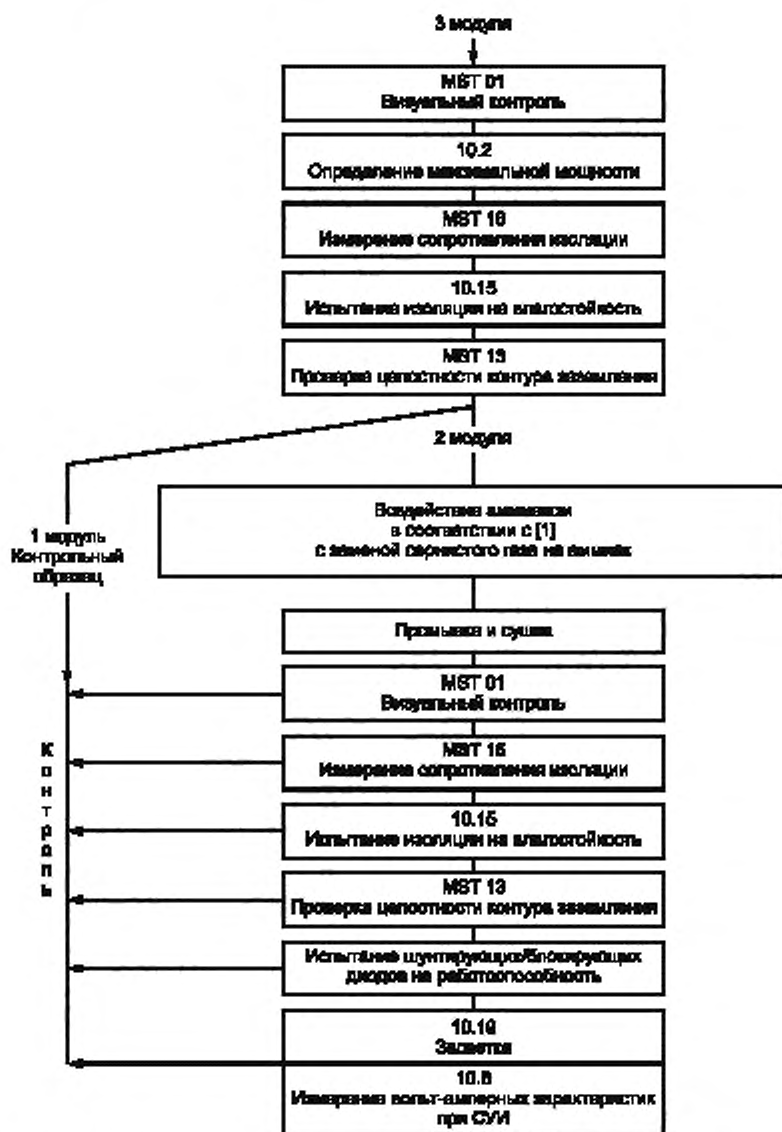 3 модуля
MST 01
Визуальный контроль
10.2
Определение максимальной мощности
MST 16
Измерение сопротивления изоляции
10.15
Испытание изоляции на влагостойкость
MST 13
Проверка целостности контура заземления
2 модуля
1 модуль
Контрольный
образец
Воздействие аммиаком
в соответствии с [1]
с заменой сернистого газа на аммиак
Промывка и сушка
MST 01
Визуальный контроль
MST 16
Измерение сопротивления изоляции
10.15
Испытание изоляции на влагостойкость
MST 13
Проверка целостности контура заземления
Контроль
Испытание шунтирующих/блокирующих
диодов на работоспособность
10.19
Засветка
10.6
Измерение вольт-амперных характеристик
при СУИ